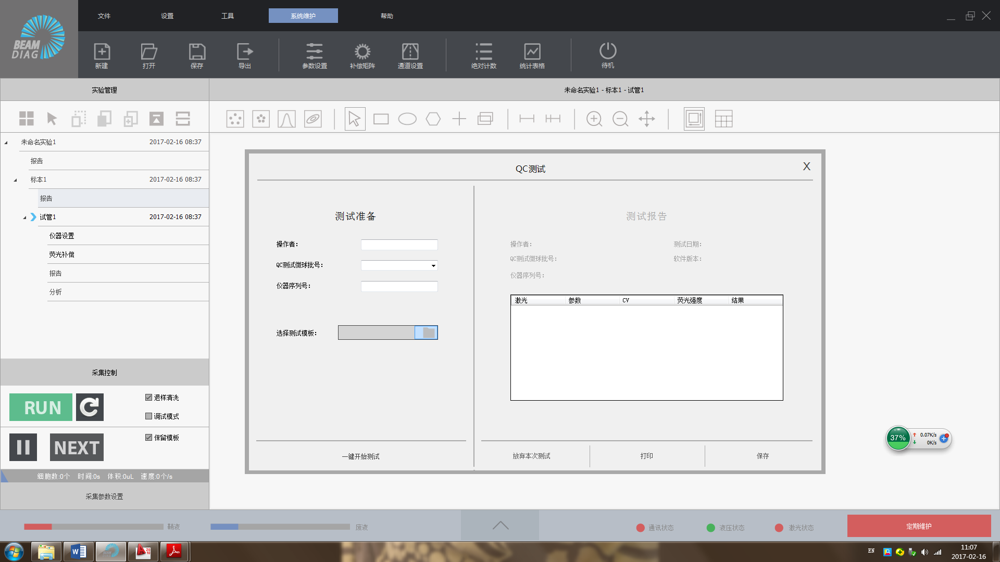 BEAM
DIAG
文件 设置 工具 系统维护 帮助
新建 打开 保存 导出 参数设置 补偿矩阵 通道设置 绝对计数 统计表格 待机
实验管理
未命名实验1 - 标本1 - 试管1
未命名实验1 2017-02-16 08:37
报告
标本1 2017-02-16 08:37
报告
试管1 2017-02-16 08:37
仪器设置
荧光补偿
报告
分析
QC测试 X
测试准备
操作者:
QC测试微球批号:
仪器序列号:
选择测试模板:
一键开始测试
测试报告
操作者: 测试日期:
QC测试微球批号: 软件版本:
仪器序列号:
激光 参数 CV 荧光强度 结果
放弃本次测试 打印 保存
采集控制
RUN
退样清洗
调试模式
NEXT
保留模板
细胞数:0个 时间:0s 体积:0uL 速度:0个/s
采集参数设置
37%
0.07K/s
0K/s
鞘液 废液 通讯状态 液压状态 激光状态 定期维护
EN
11:07
2017-02-16